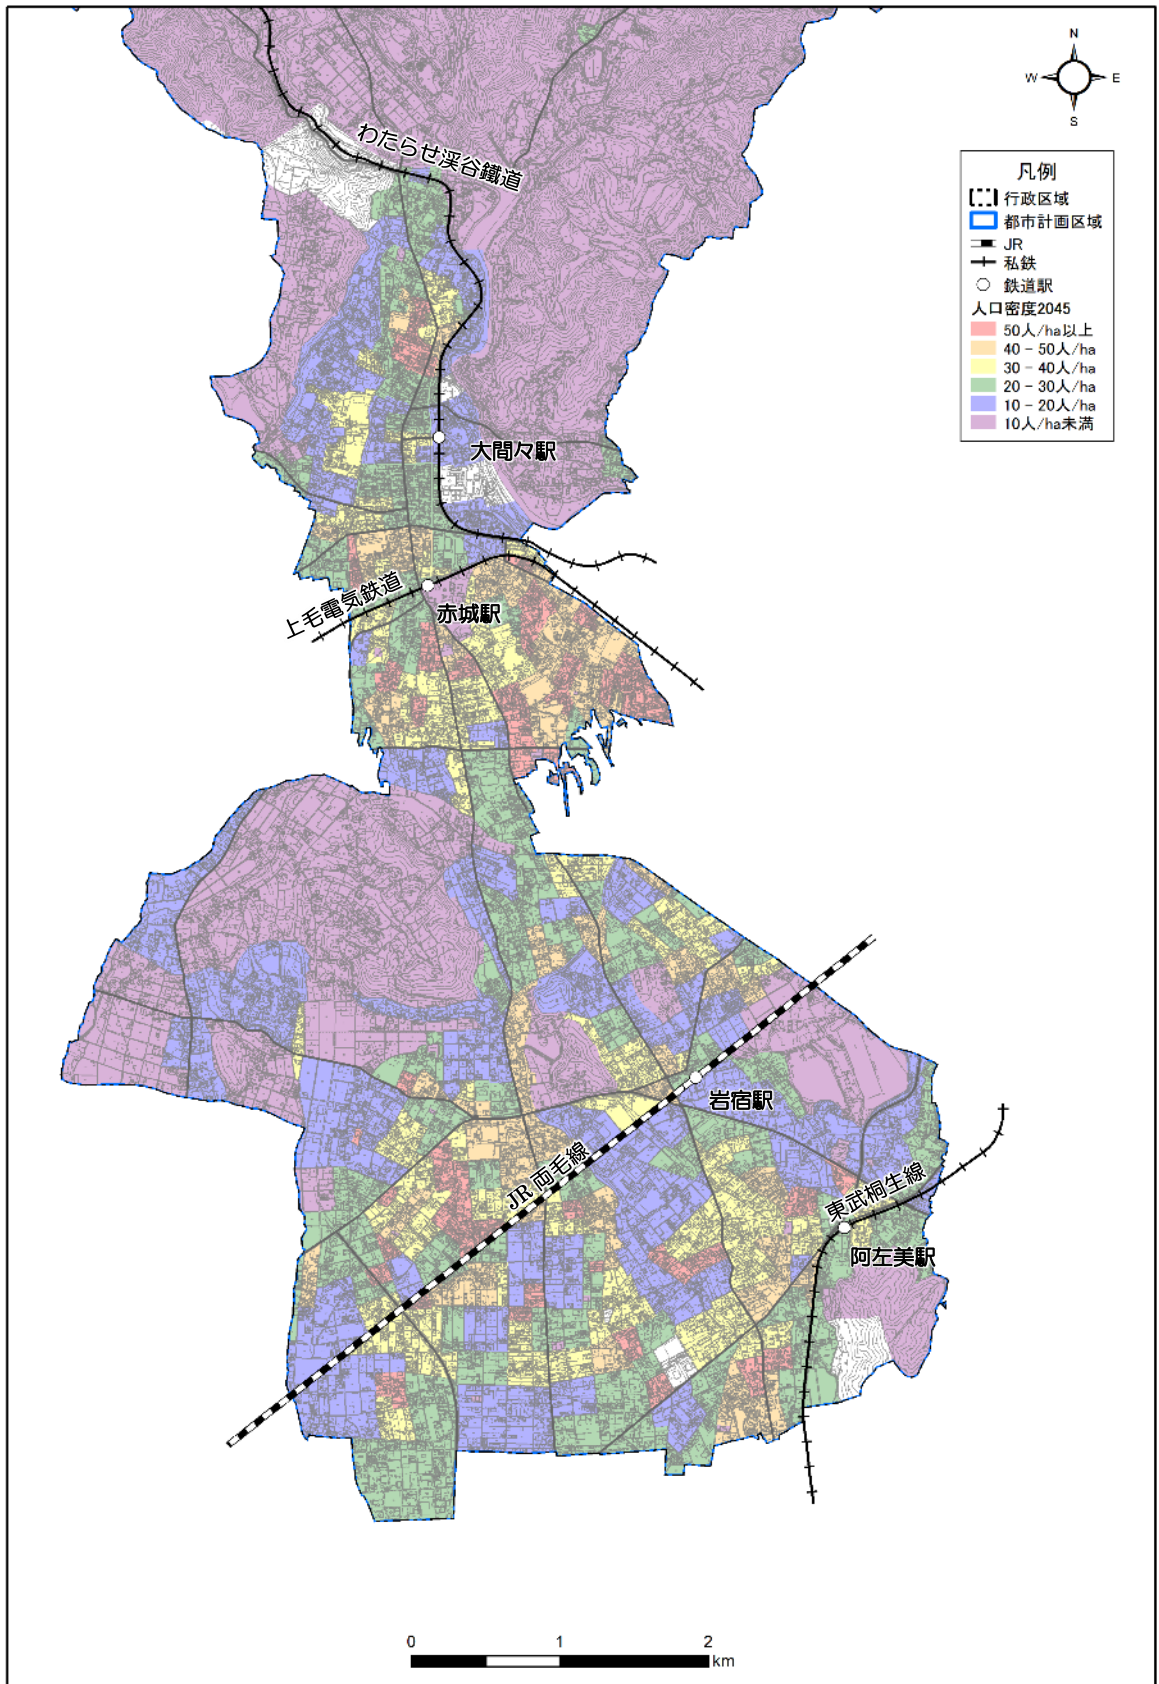 N
W E
S
凡例
行政区域
都市計画区域
JR
私鉄
鉄道駅
人口密度2045
50人/ha以上
40 - 50人/ha
30 - 40人/ha
20 - 30人/ha
10 - 20人/ha
10人/ha未満
わたらせ渓谷鐵道
大間々駅
上毛電気鉄道
赤城駅
岩宿駅
JR 両毛線
東武桐生線
阿左美駅
0 1 2
km